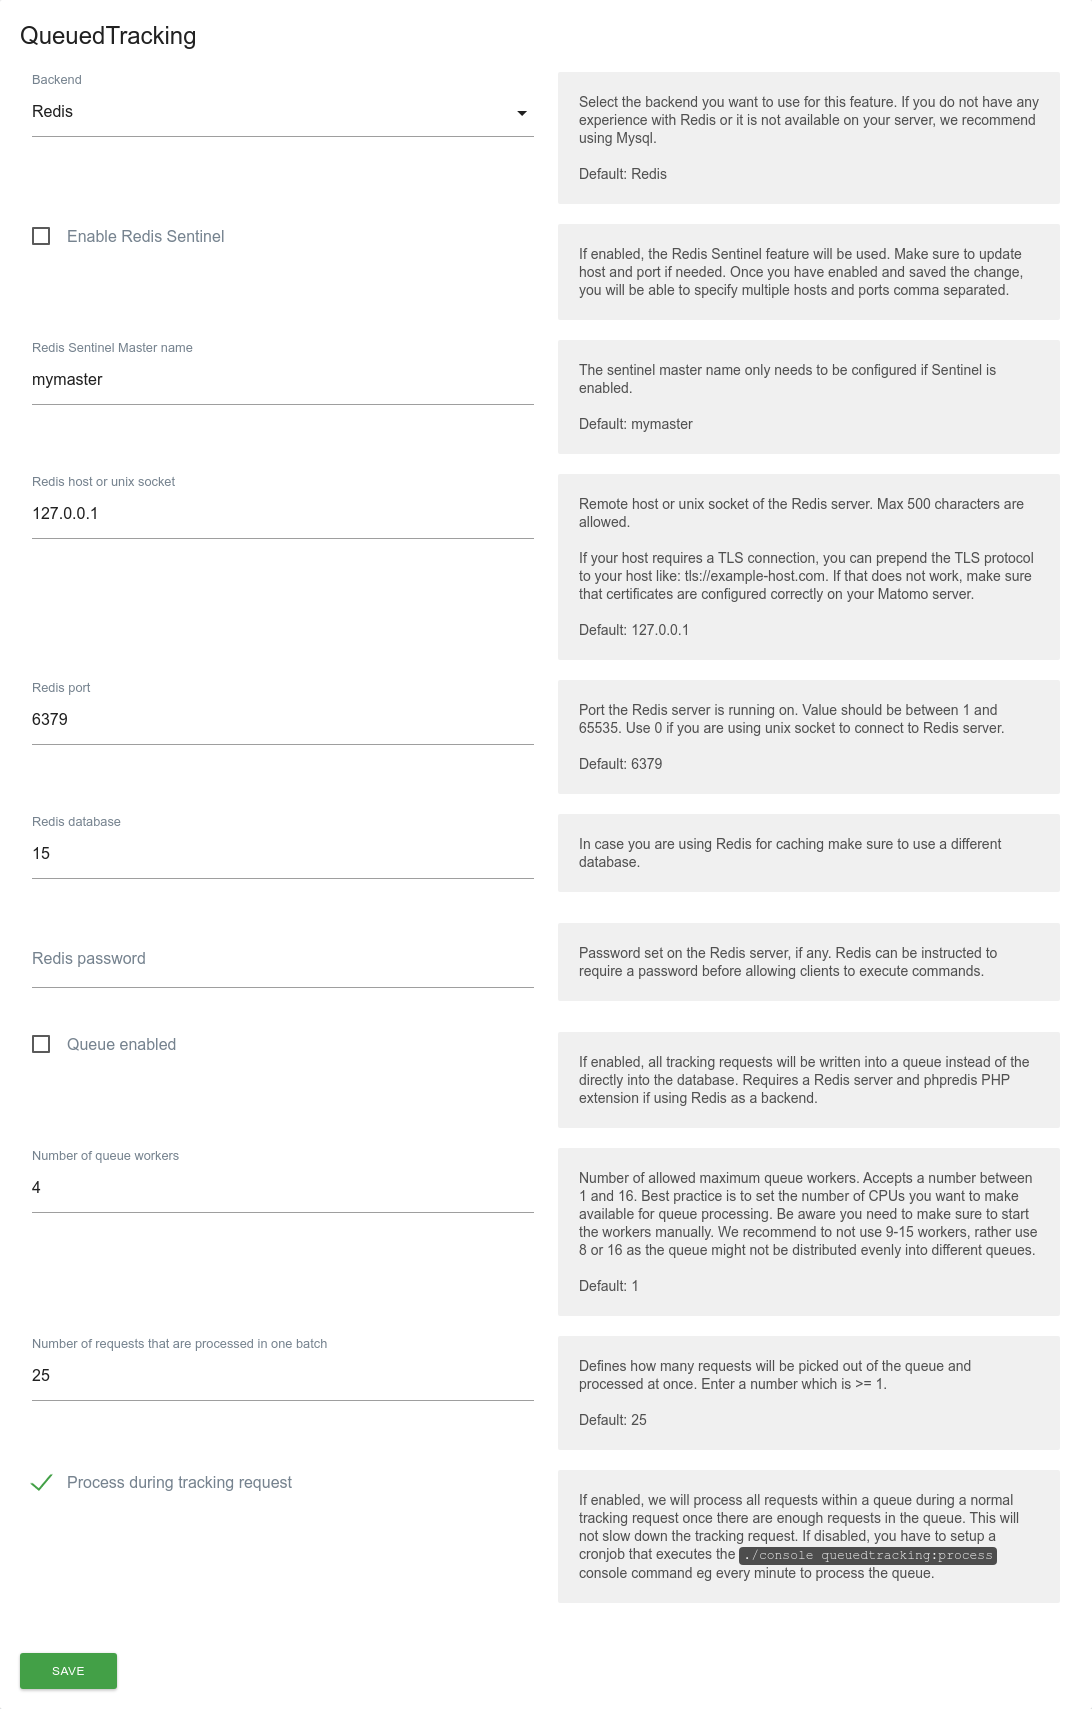 QueuedTracking
Backend
Redis
Select the backend you want to use for this feature. If you do not have any
experience with Redis or it is not available on your server, we recommend
using Mysql.
Default: Redis
Enable Redis Sentinel
If enabled, the Redis Sentinel feature will be used. Make sure to update
host and port if needed. Once you have enabled and saved the change,
you will be able to specify multiple hosts and ports comma separated.
Redis Sentinel Master name
mymaster
The sentinel master name only needs to be configured if Sentinel is
enabled.
Default: mymaster
Redis host or unix socket
127.0.0.1
Remote host or unix socket of the Redis server. Max 500 characters are
allowed.
If your host requires a TLS connection, you can prepend the TLS protocol
to your host like: tls://example-host.com. If that does not work, make sure
that certificates are configured correctly on your Matomo server.
Default: 127.0.0.1
Redis port
6379
Port the Redis server is running on. Value should be between 1 and
65535. Use 0 if you are using unix socket to connect to Redis server.
Default: 6379
Redis database
15
In case you are using Redis for caching make sure to use a different
database.
Redis password
Password set on the Redis server, if any. Redis can be instructed to
require a password before allowing clients to execute commands.
Queue enabled
If enabled, all tracking requests will be written into a queue instead of the
directly into the database. Requires a Redis server and phpredis PHP
extension if using Redis as a backend.
Number of queue workers
4
Number of allowed maximum queue workers. Accepts a number between
1 and 16. Best practice is to set the number of CPUs you want to make
available for queue processing. Be aware you need to make sure to start
the workers manually. We recommend to not use 9-15 workers, rather use
8 or 16 as the queue might not be distributed evenly into different queues.
Default: 1
Number of requests that are processed in one batch
25
Defines how many requests will be picked out of the queue and
processed at once. Enter a number which is >= 1.
Default: 25
Process during tracking request
If enabled, we will process all requests within a queue during a normal
tracking request once there are enough requests in the queue. This will
not slow down the tracking request. If disabled, you have to setup a
cronjob that executes the ./console queuedtracking:process
console command eg every minute to process the queue.
SAVE